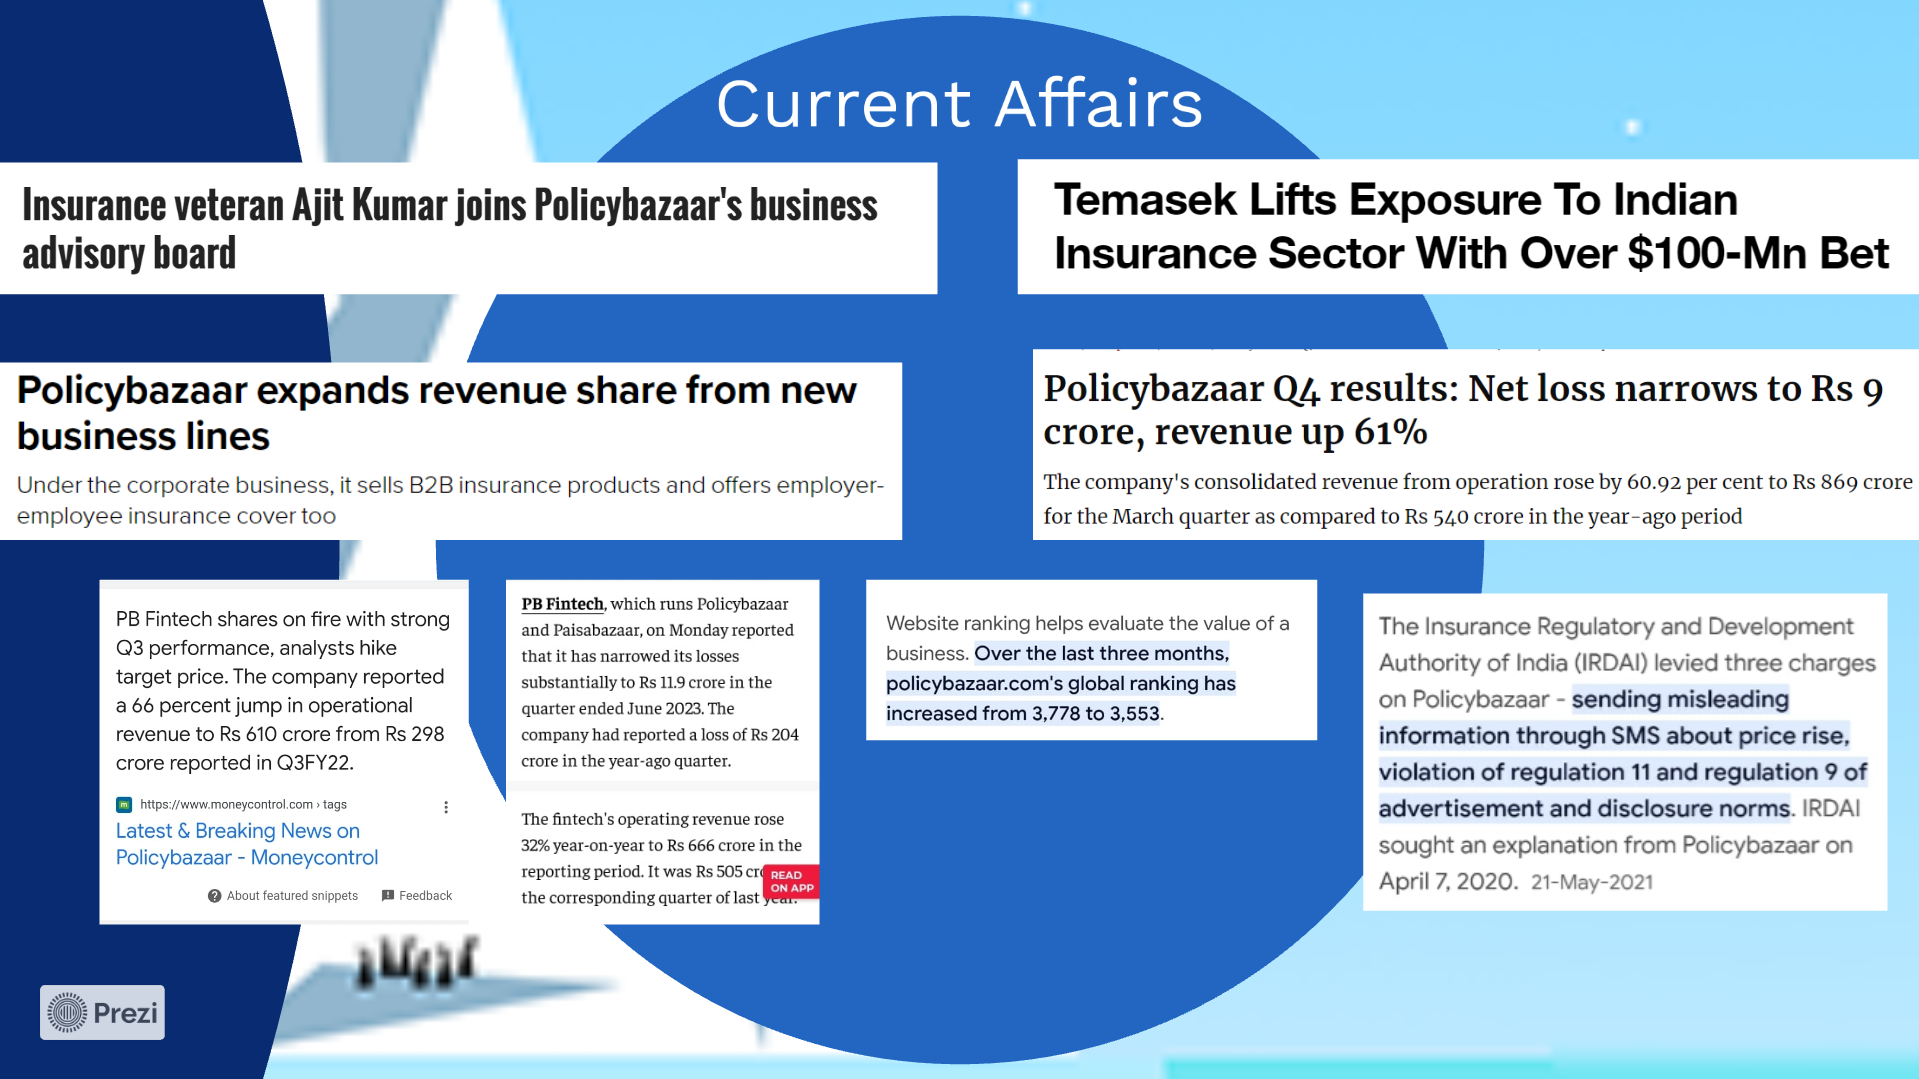 Current Affairs
Insurance veteran Ajit Kumar joins Policybazaar's business
advisory board
Temasek Lifts Exposure To Indian
Insurance Sector With Over $100-Mn Bet
Policybazaar expands revenue share from new
business lines
Under the corporate business, it sells B2B insurance products and offers employer-
employee insurance cover too
Policybazaar Q4 results: Net loss narrows to Rs 9
crore, revenue up 61%
The company's consolidated revenue from operation rose by 60.92 per cent to Rs 869 crore
for the March quarter as compared to Rs 540 crore in the year-ago period
PB Fintech shares on fire with strong
Q3 performance, analysts hike
target price. The company reported
a 66 percent jump in operational
revenue to Rs 610 crore from Rs 298
crore reported in Q3FY22.
https://www.moneycontrol.com › tags
Latest & Breaking News on
Policybazaar - Moneycontrol
About featured snippets
Feedback
PB Fintech, which runs Policybazaar
and Paisabazaar, on Monday reported
that it has narrowed its losses
substantially to Rs 11.9 crore in the
quarter ended June 2023. The
company had reported a loss of Rs 204
crore in the year-ago quarter.
The fintech's operating revenue rose
32% year-on-year to Rs 666 crore in the
reporting period. It was Rs 505
the corresponding quarter of last
READ
ON APP
Website ranking helps evaluate the value of a
business. Over the last three months,
policybazaar.com's global ranking has
increased from 3,778 to 3,553.
The Insurance Regulatory and Development
Authority of India (IRDAI) levied three charges
on Policybazaar - sending misleading
information through SMS about price rise,
violation of regulation 11 and regulation 9 of
advertisement and disclosure norms. IRDAI
sought an explanation from Policybazaar on
April 7, 2020. 21-May-2021
Prezi